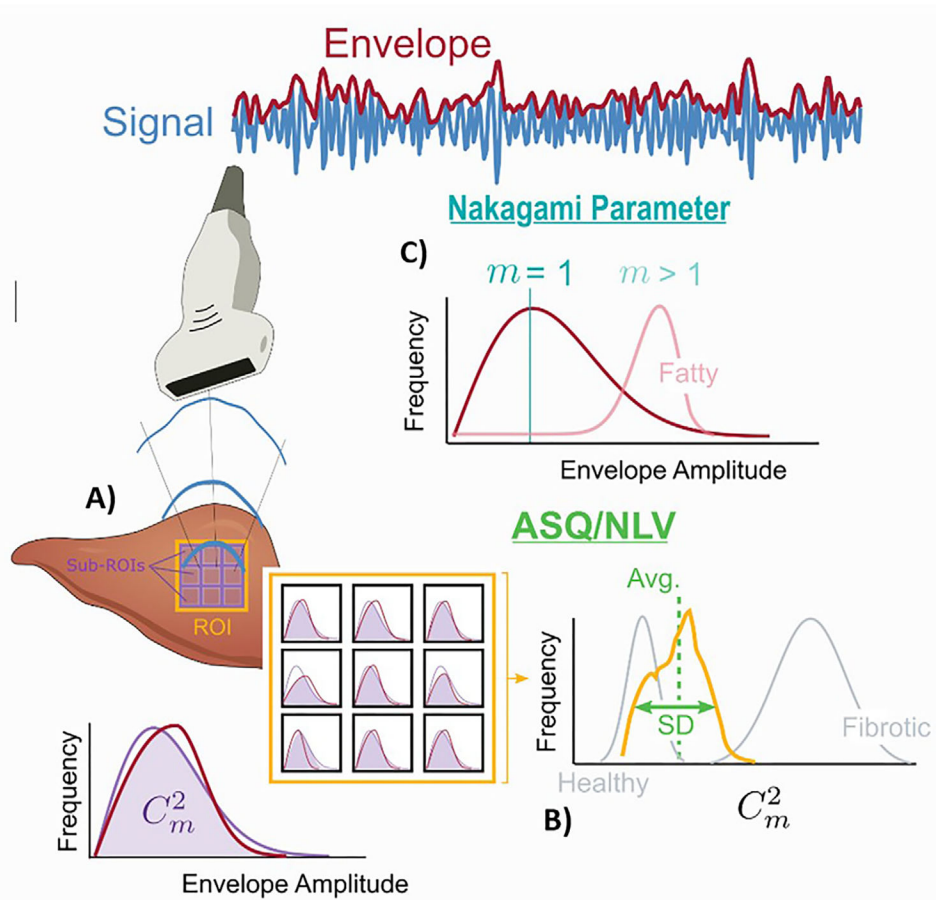 Envelope
Signal
Nakagami Parameter
C)
m = 1
m > 1
Frequency
Fatty
Envelope Amplitude
A)
Sub-ROIs
ROI
ASQ/NLV
Avg.
Frequency
SD
Healthy
Fibrotic
B)
C²ₘ
Frequency
C²ₘ
Envelope Amplitude